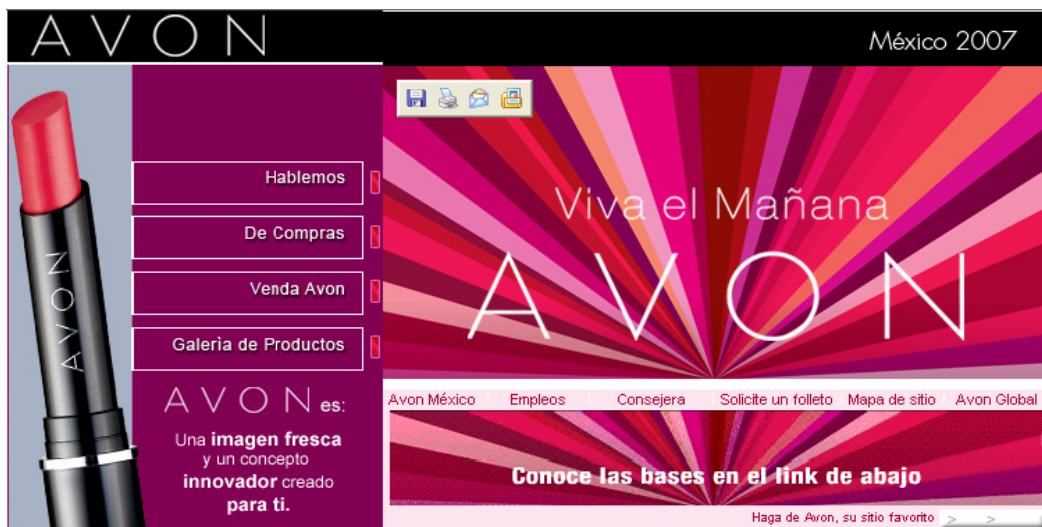 AVON
México 2007
AVON
Hablemos
De Compras
Venda Avon
Galerìa de Productos
AVON es:
Una imagen fresca
y un concepto
innovador creado
para ti.
Viva el Mañana
AVON
Avon México Empleos Consejera Solicite un folleto Mapa de sitio Avon Global
Conoce las bases en el link de abajo
Haga de Avon, su sitio favorito > >